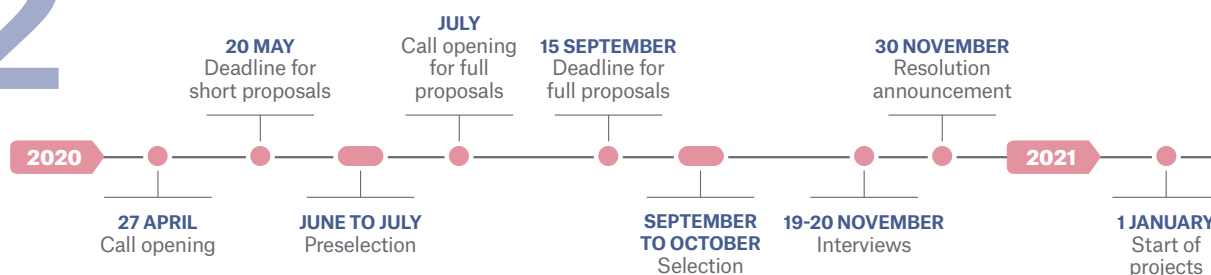 2
20 MAY
Deadline for
short proposals
JULY
Call opening
for full
proposals
15 SEPTEMBER
Deadline for
full proposals
30 NOVEMBER
Resolution
announcement
2020
2021
27 APRIL
Call opening
JUNE TO JULY
Preselection
SEPTEMBER
TO OCTOBER
Selection
19-20 NOVEMBER
Interviews
1 JANUARY
Start of
projects